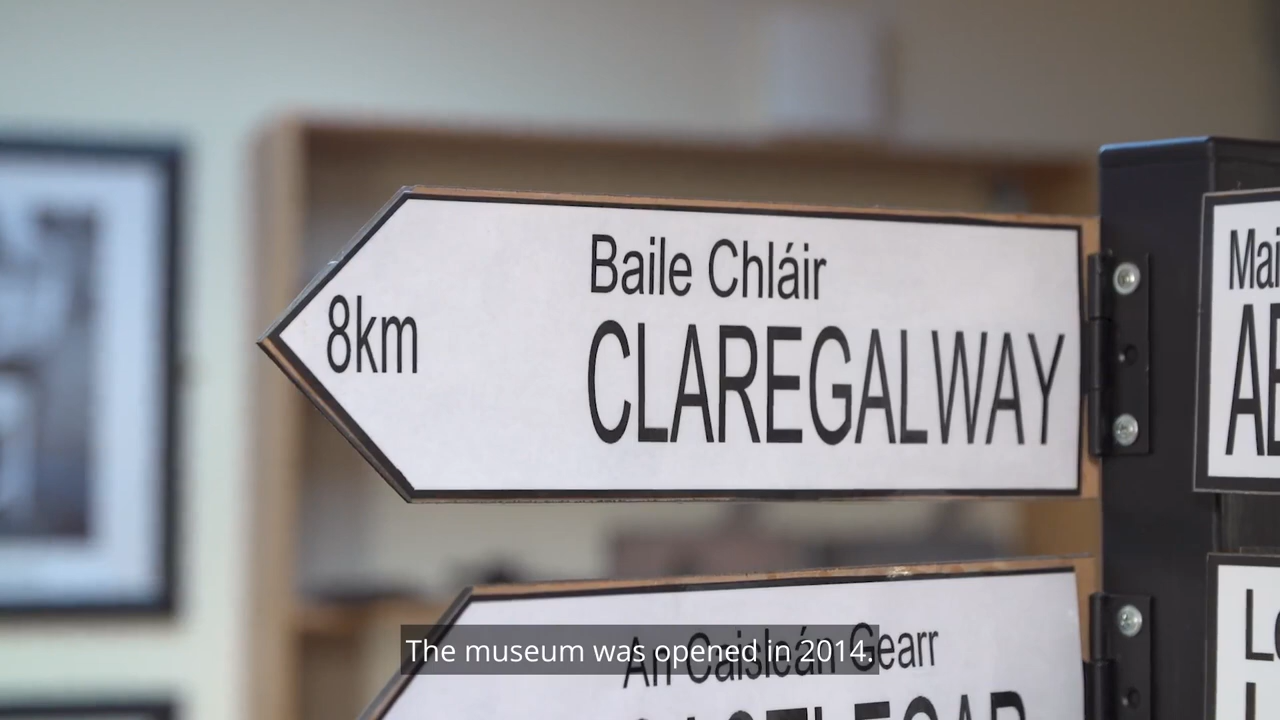 Baile Chláir
8km
CLAREGALWAY
An Caisleán Gearr
The museum was opened in 2014.